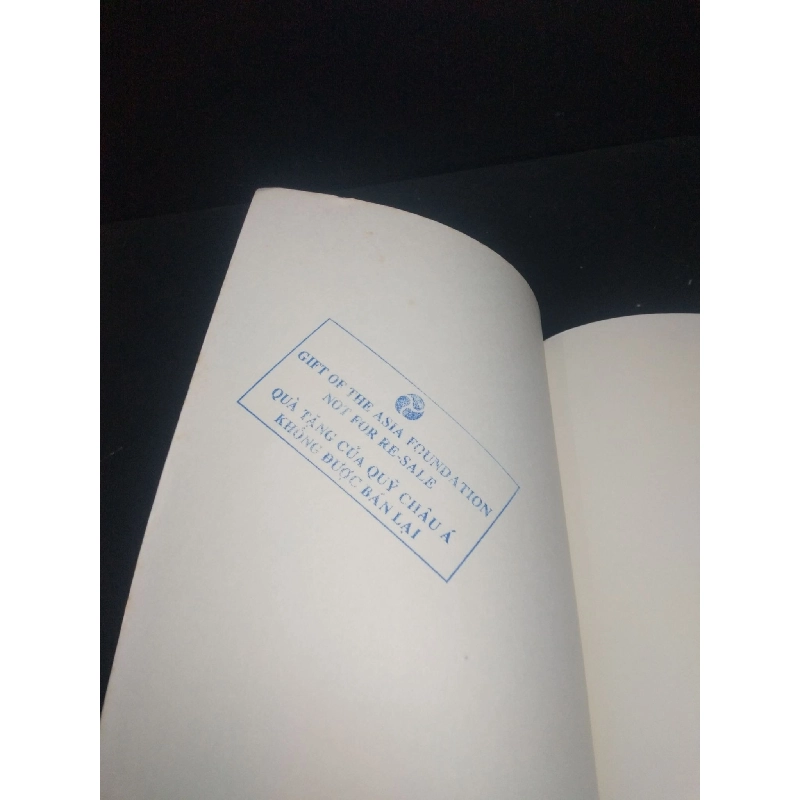 GIFT OF THE ASIA FOUNDATION
NOT FOR RE-SALE
QUÀ TẶNG CỦA QUỸ CHÂU Á
KHÔNG ĐƯỢC BÁN LẠI